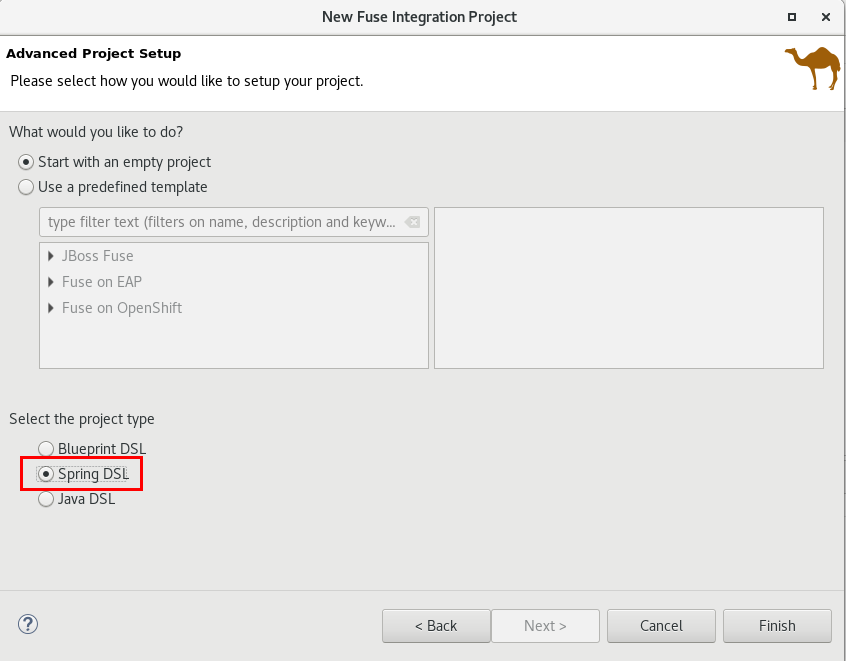 New Fuse Integration Project
Advanced Project Setup
Please select how you would like to setup your project.
What would you like to do?
Start with an empty project
Use a predefined template
type filter text (filters on name, description and keyw...
JBoss Fuse
Fuse on EAP
Fuse on OpenShift
Select the project type
Blueprint DSL
Spring DSL
Java DSL
?
< Back
Next >
Cancel
Finish